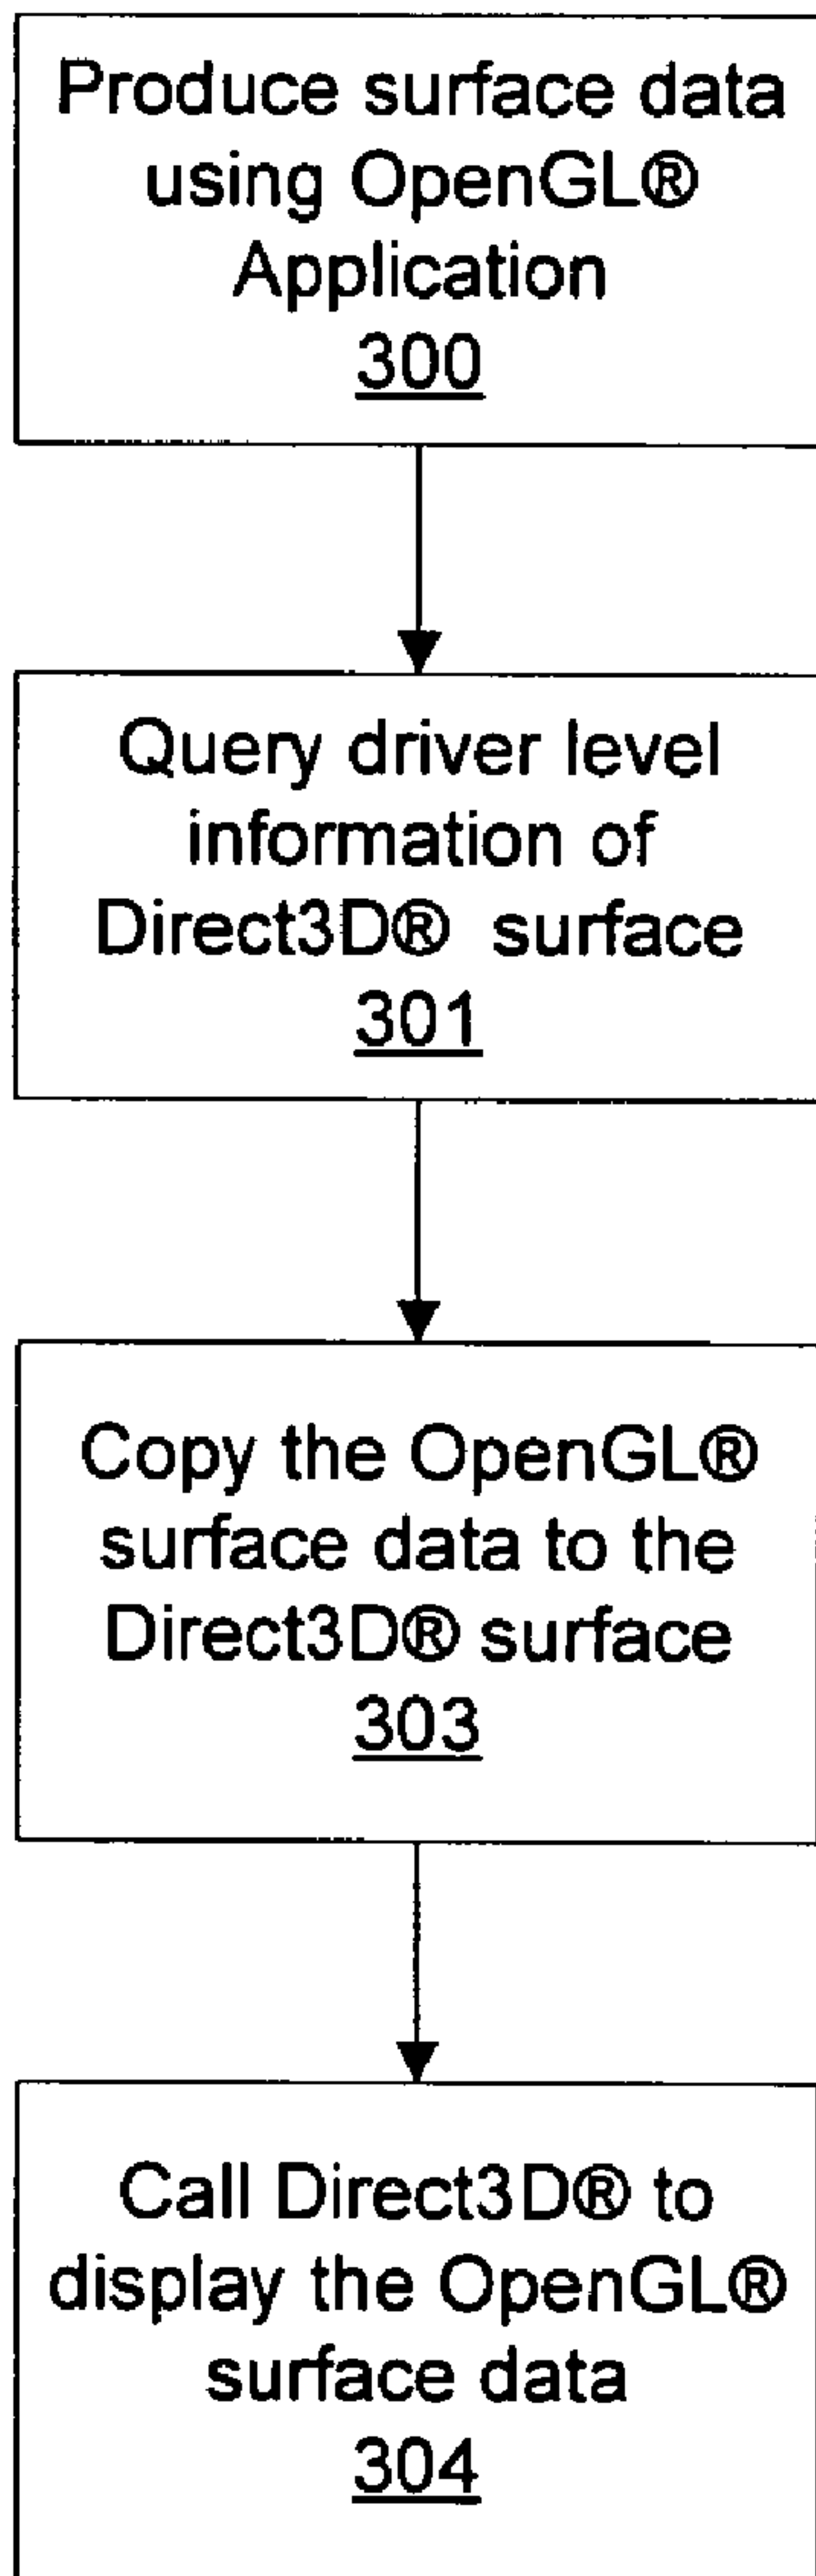 Produce surface data
using OpenGL®
Application
300
Query driver level
information of
Direct3D® surface
301
Copy the OpenGL®
surface data to the
Direct3D® surface
303
Call Direct3D® to
display the OpenGL®
surface data
304